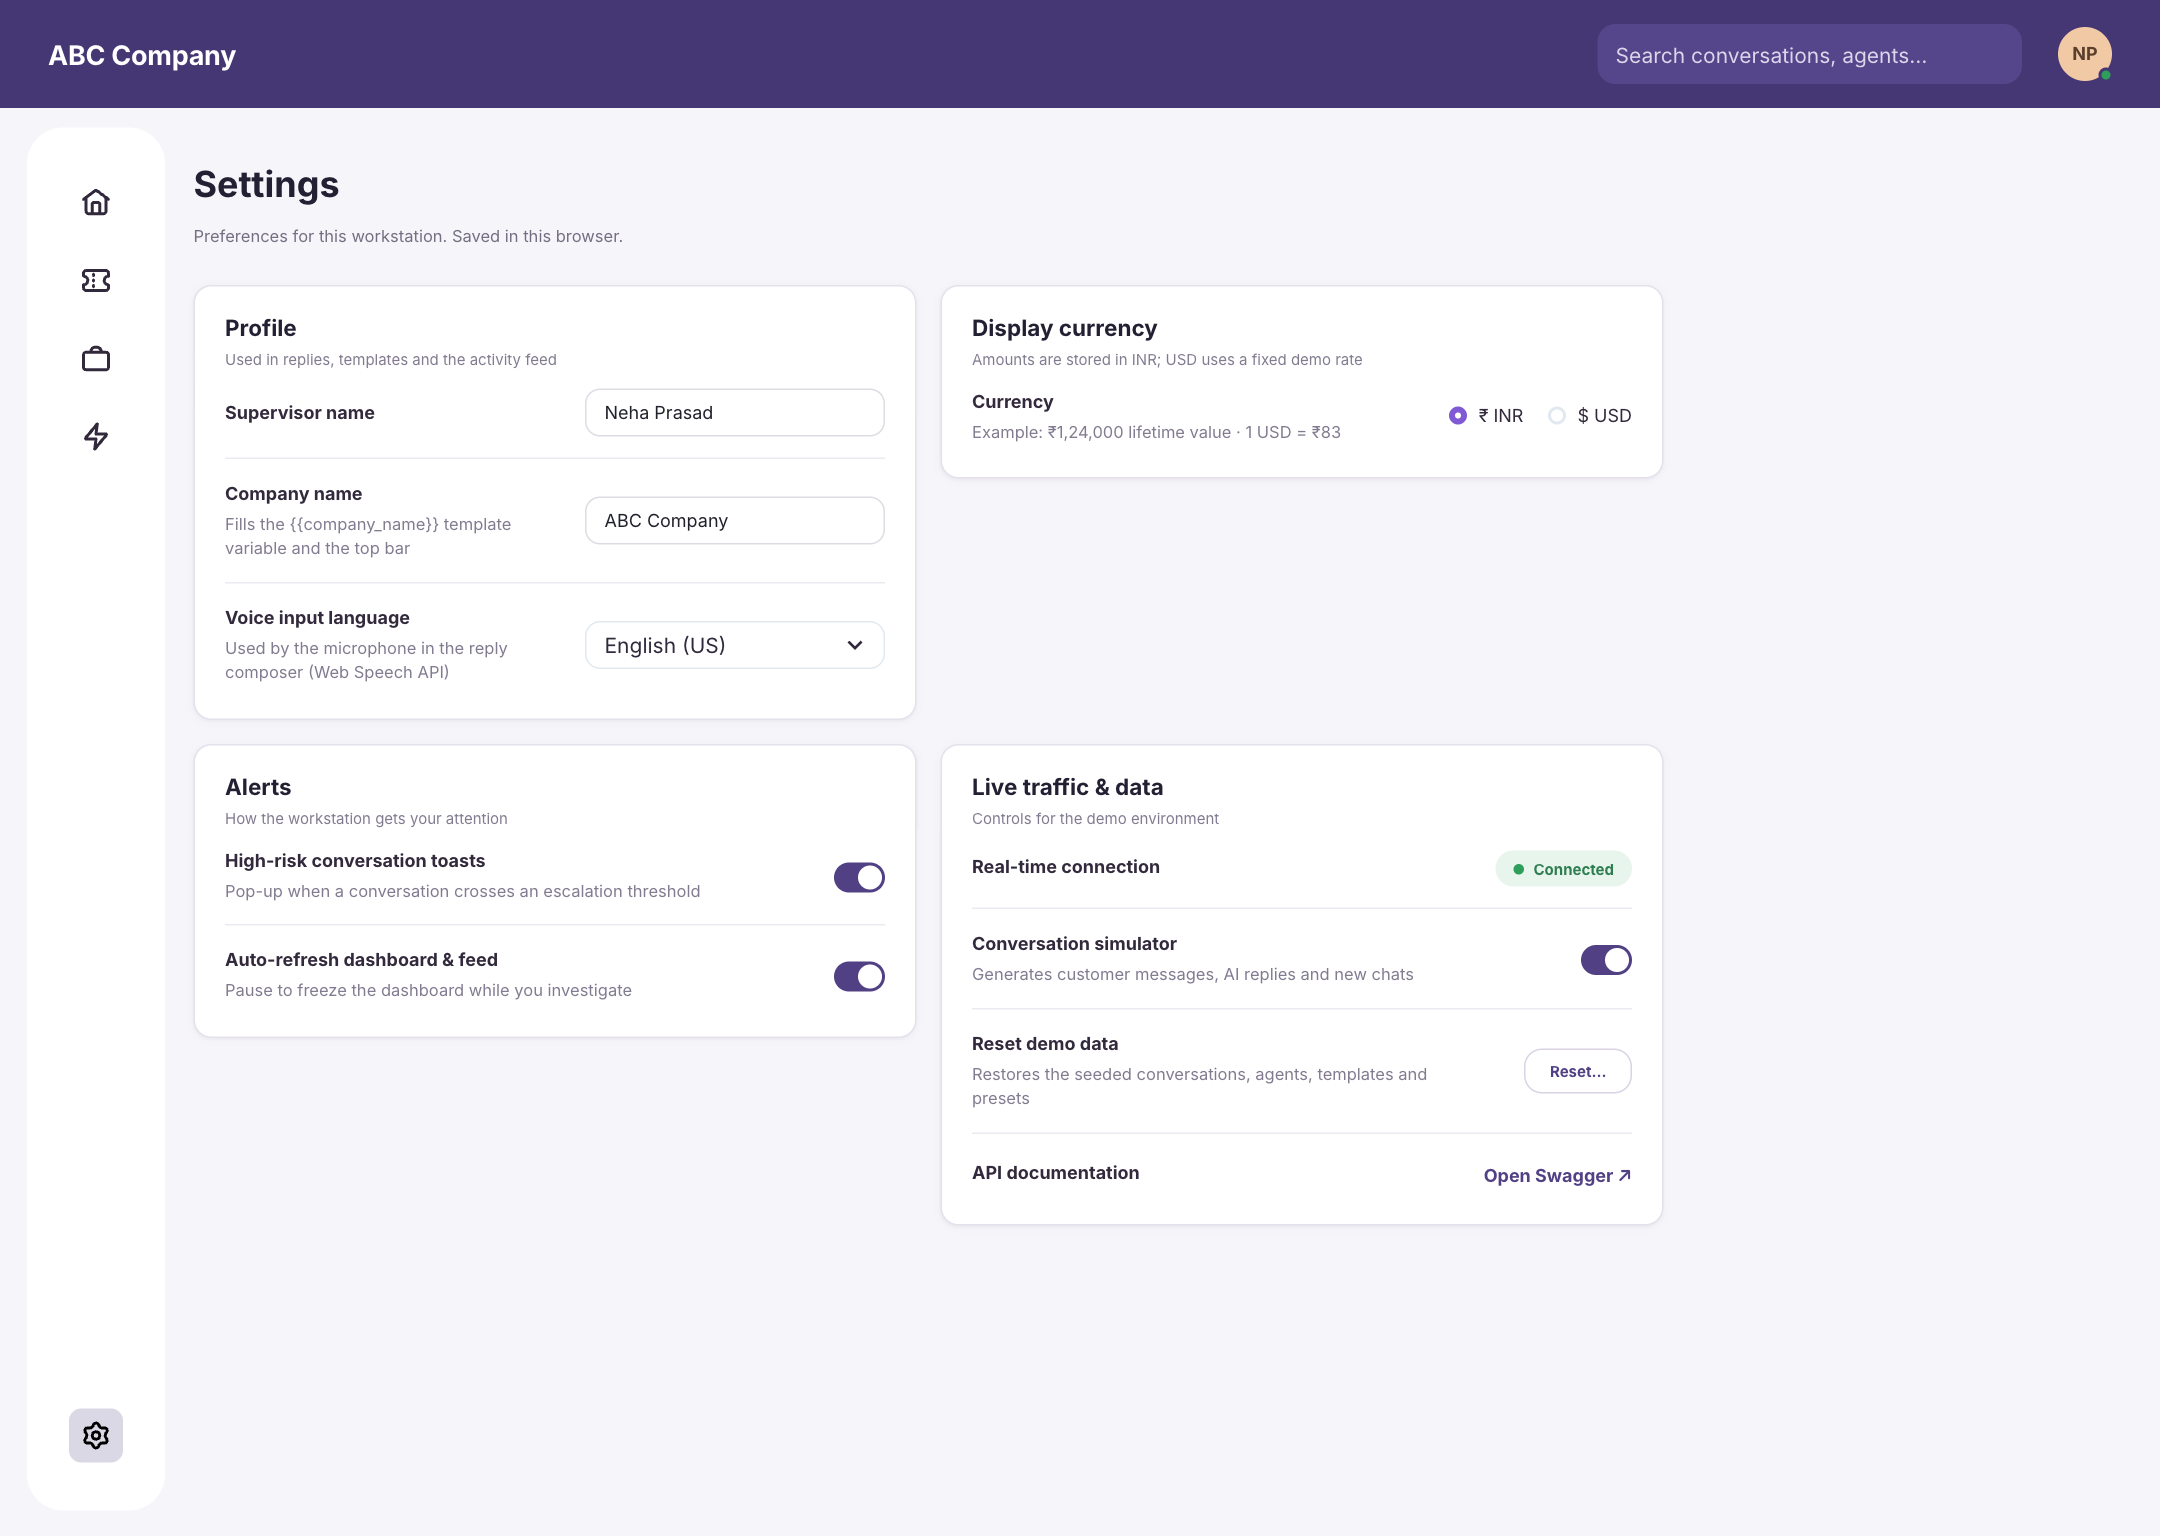 ABC Company
Search conversations, agents...
NP
Settings
Preferences for this workstation. Saved in this browser.
Profile
Used in replies, templates and the activity feed
Supervisor name
Neha Prasad
Company name
Fills the {{company_name}} template
variable and the top bar
ABC Company
Voice input language
Used by the microphone in the reply
composer (Web Speech API)
English (US)
Display currency
Amounts are stored in INR; USD uses a fixed demo rate
Currency
Example: ₹1,24,000 lifetime value · 1 USD = ₹83
₹ INR
$ USD
Alerts
How the workstation gets your attention
High-risk conversation toasts
Pop-up when a conversation crosses an escalation threshold
Auto-refresh dashboard & feed
Pause to freeze the dashboard while you investigate
Live traffic & data
Controls for the demo environment
Real-time connection
Connected
Conversation simulator
Generates customer messages, AI replies and new chats
Reset demo data
Restores the seeded conversations, agents, templates and
presets
Reset...
API documentation
Open Swagger ↗